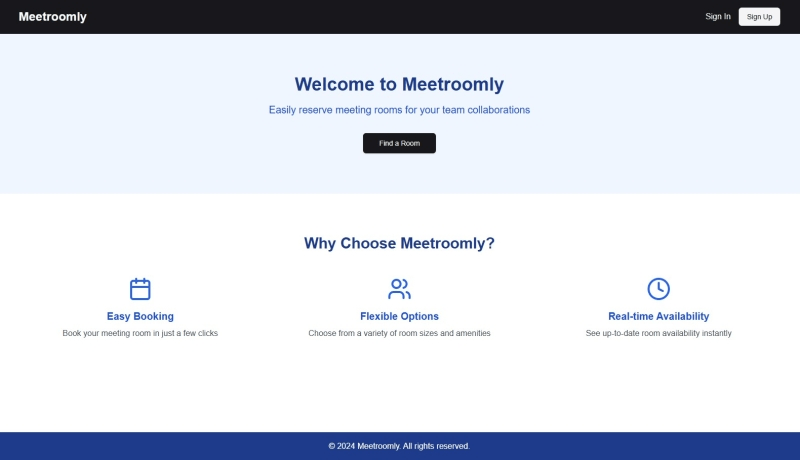 Meetroomly
Sign In
Sign Up
Welcome to Meetroomly
Easily reserve meeting rooms for your team collaborations
Find a Room
Why Choose Meetroomly?
Easy Booking
Book your meeting room in just a few clicks
Flexible Options
Choose from a variety of room sizes and amenities
Real-time Availability
See up-to-date room availability instantly
© 2024 Meetroomly. All rights reserved.